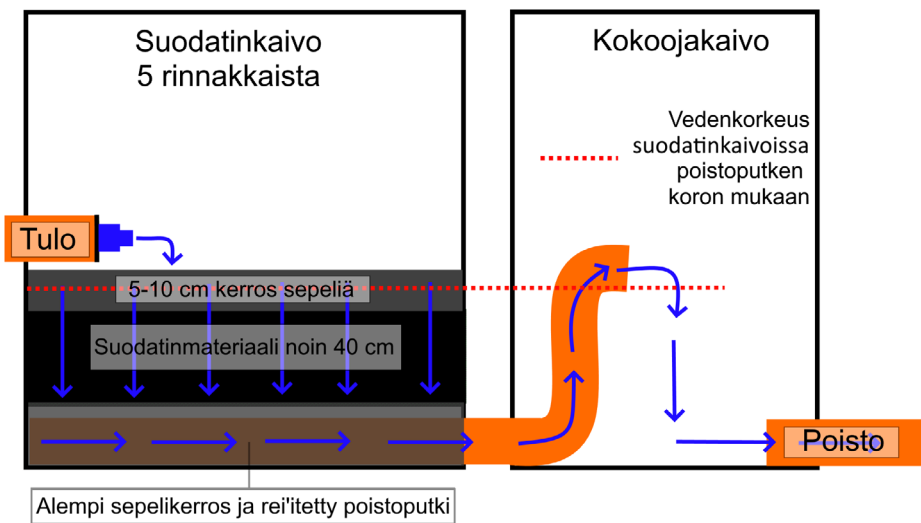 Suodatinkaivo
5 rinnakkaista
Kokoojakaivo
Vedenkorkeus
suodatinkaivoissa
poistoputken
koron mukaan
Tulo
5-10 cm kerros sepeliä
Suodatinmateriaali noin 40 cm
Poisto
Alempi sepelikerros ja rei'itetty poistoputki